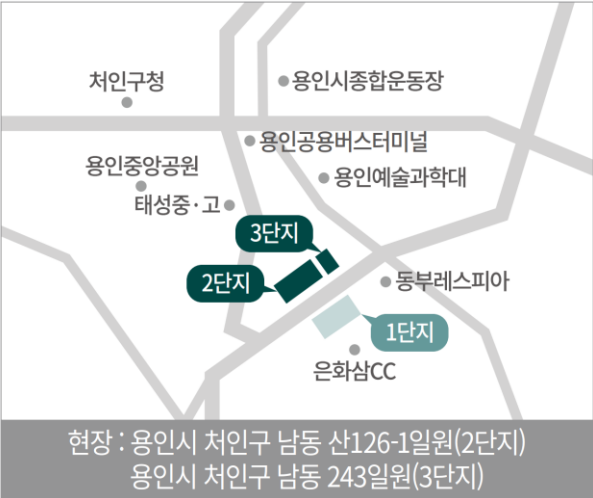 처인구청
용인시종합운동장
용인공용버스터미널
용인중앙공원
용인예술과학대
태성중·고
3단지
2단지
동부레스피아
1단지
은화삼CC
현장 : 용인시 처인구 남동 산126-1일원(2단지)
용인시 처인구 남동 243일원(3단지)